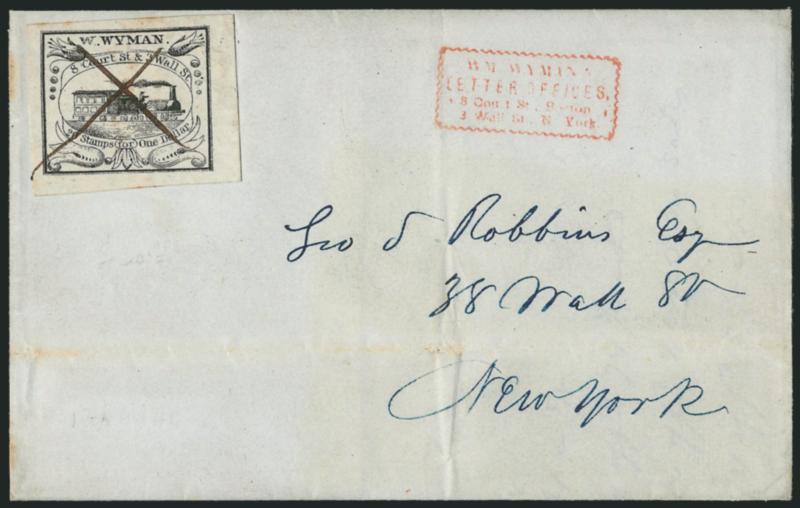 W. WYMAN.
8 Court St & 3 Wall St.
Stamps (for) One Dollar
WM. WYMAN'S
LETTER OFFICES,
8 Court St. Boston
3 Wall St. N. York.
Geo S Robbins Esq
38 Wall St
New York